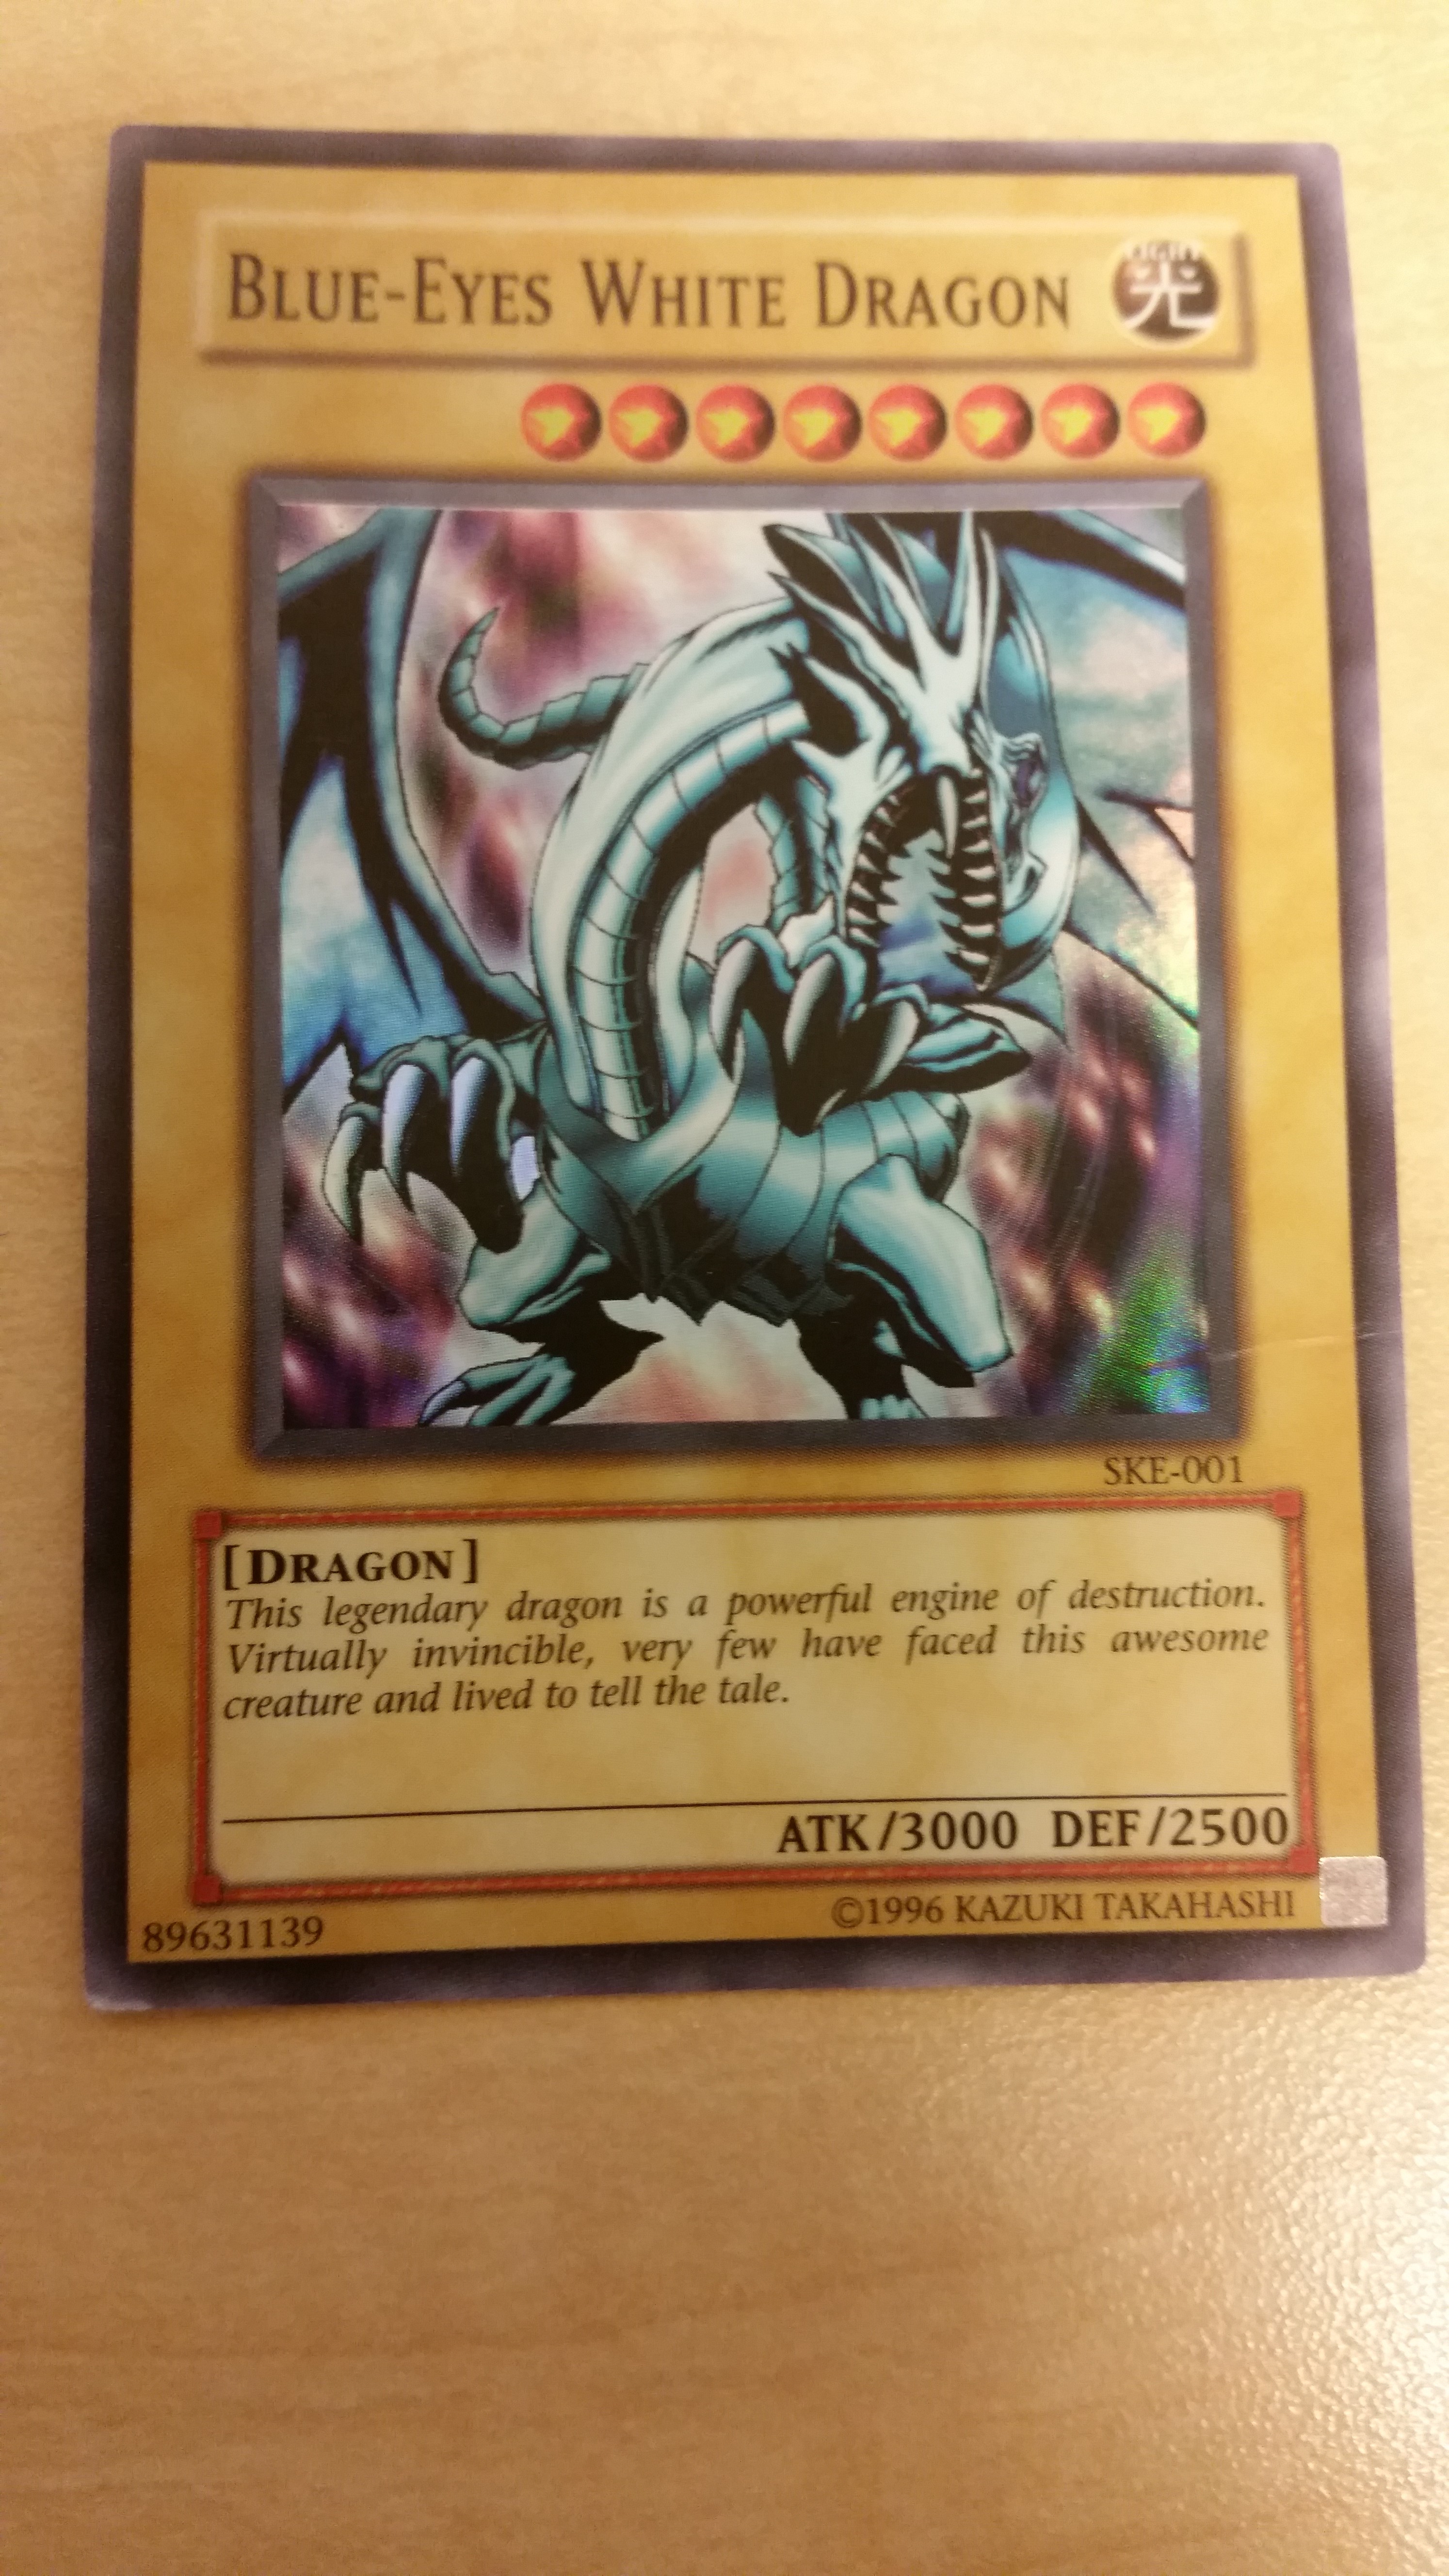 BLUE-EYES WHITE DRAGON
LIGHT
光
SKE-001
[DRAGON]
This legendary dragon is a powerful engine of destruction.
Virtually invincible, very few have faced this awesome
creature and lived to tell the tale.
ATK/3000 DEF/2500
89631139
©1996 KAZUKI TAKAHASHI